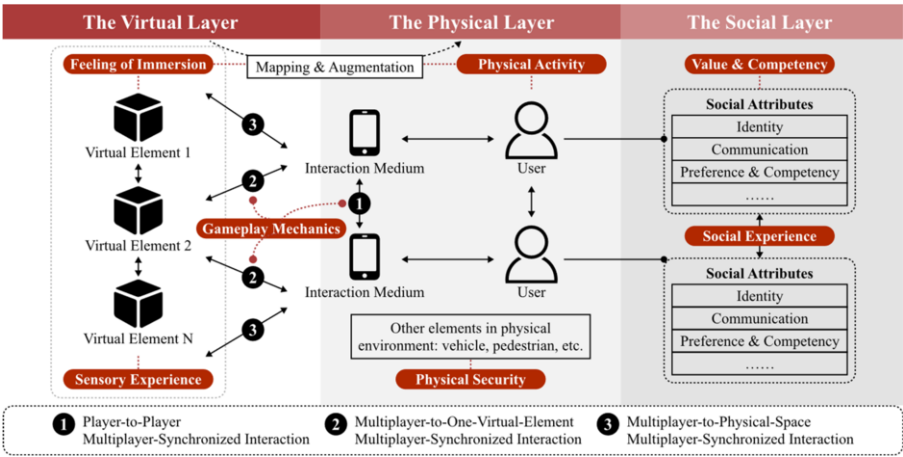 The Virtual Layer
The Physical Layer
The Social Layer
Feeling of Immersion
Mapping & Augmentation
Physical Activity
Value & Competency
Virtual Element 1
3
Interaction Medium
User
Social Attributes
Identity
Communication
Preference & Competency
……
2
1
Gameplay Mechanics
Virtual Element 2
Social Experience
2
Interaction Medium
User
Social Attributes
Identity
Communication
Preference & Competency
……
3
Virtual Element N
Other elements in physical
environment: vehicle, pedestrian, etc.
Sensory Experience
Physical Security
1 Player-to-Player
Multiplayer-Synchronized Interaction
2 Multiplayer-to-One-Virtual-Element
Multiplayer-Synchronized Interaction
3 Multiplayer-to-Physical-Space
Multiplayer-Synchronized Interaction